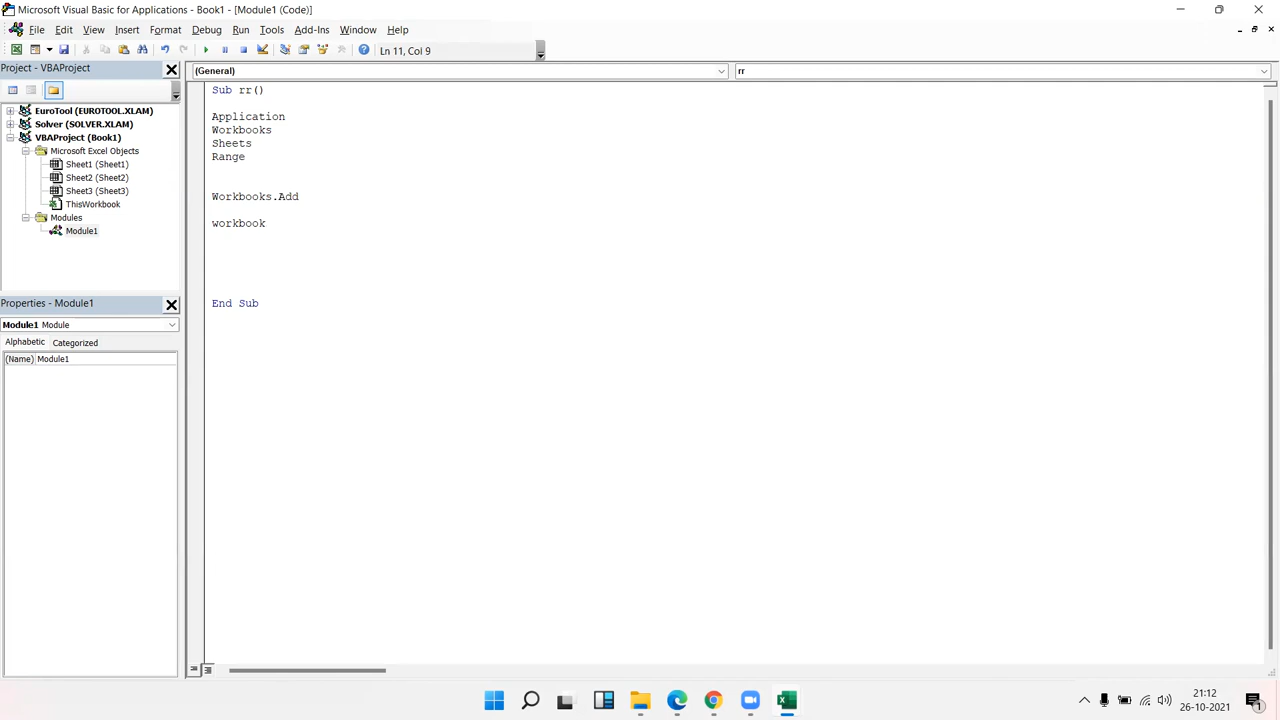 Microsoft Visual Basic for Applications - Book1 - [Module1 (Code)]
File Edit View Insert Format Debug Run Tools Add-Ins Window Help
Ln 11, Col 9
Project - VBAProject
(General)
rr
EuroTool (EUROTOOL.XLAM)
Solver (SOLVER.XLAM)
VBAProject (Book1)
Microsoft Excel Objects
Sheet1 (Sheet1)
Sheet2 (Sheet2)
Sheet3 (Sheet3)
ThisWorkbook
Modules
Module1
Properties - Module1
Module1 Module
Alphabetic Categorized
(Name) Module1
Sub rr()
Application
Workbooks
Sheets
Range
Workbooks.Add
workbook
End Sub
21:12
26-10-2021
1